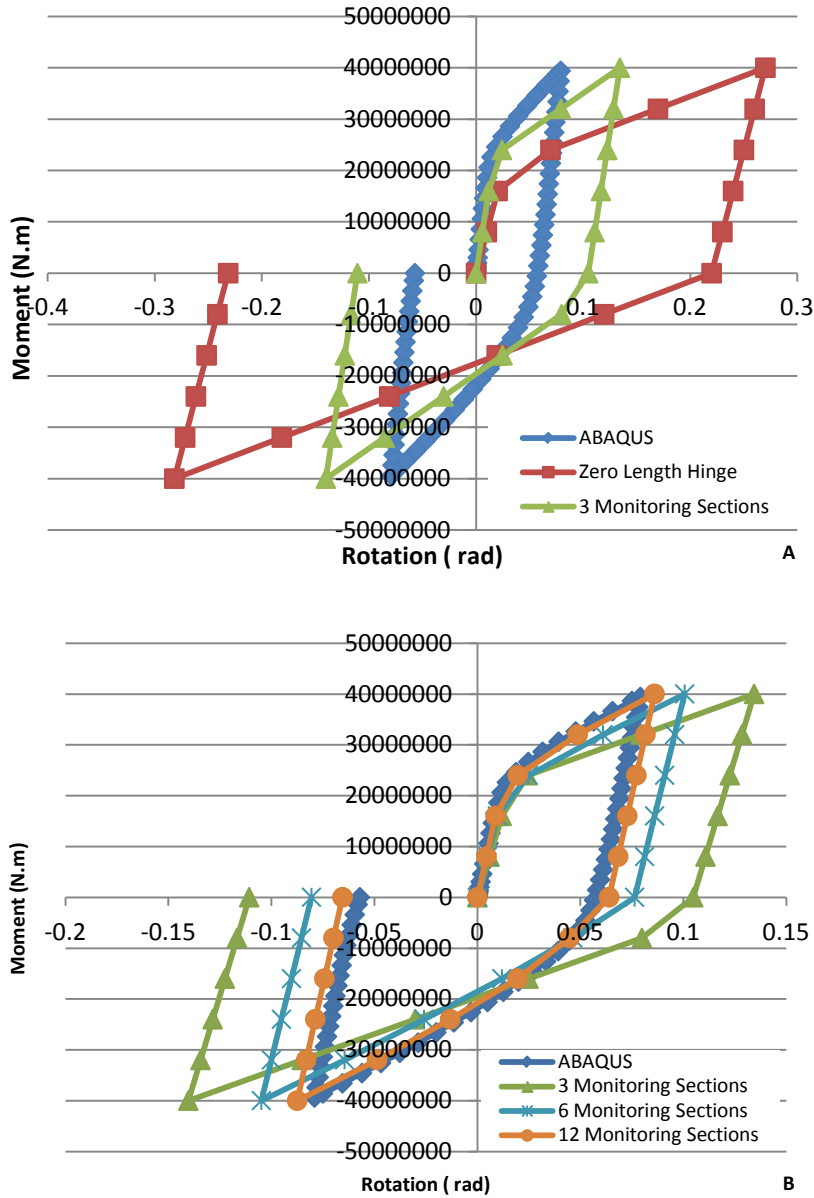 50000000
40000000
30000000
20000000
10000000
0
-0.4 -0.3 -0.2 -0.1 0 0.1 0.2 0.3
-10000000
-20000000
-30000000
-40000000
-50000000
Moment (N.m)
Rotation ( rad)
ABAQUS
Zero Length Hinge
3 Monitoring Sections
A
50000000
40000000
30000000
20000000
10000000
0
-0.2 -0.15 -0.1 -0.05 0 0.05 0.1 0.15
-10000000
-20000000
-30000000
-40000000
-50000000
Moment (N.m)
Rotation ( rad)
ABAQUS
3 Monitoring Sections
6 Monitoring Sections
12 Monitoring Sections
B